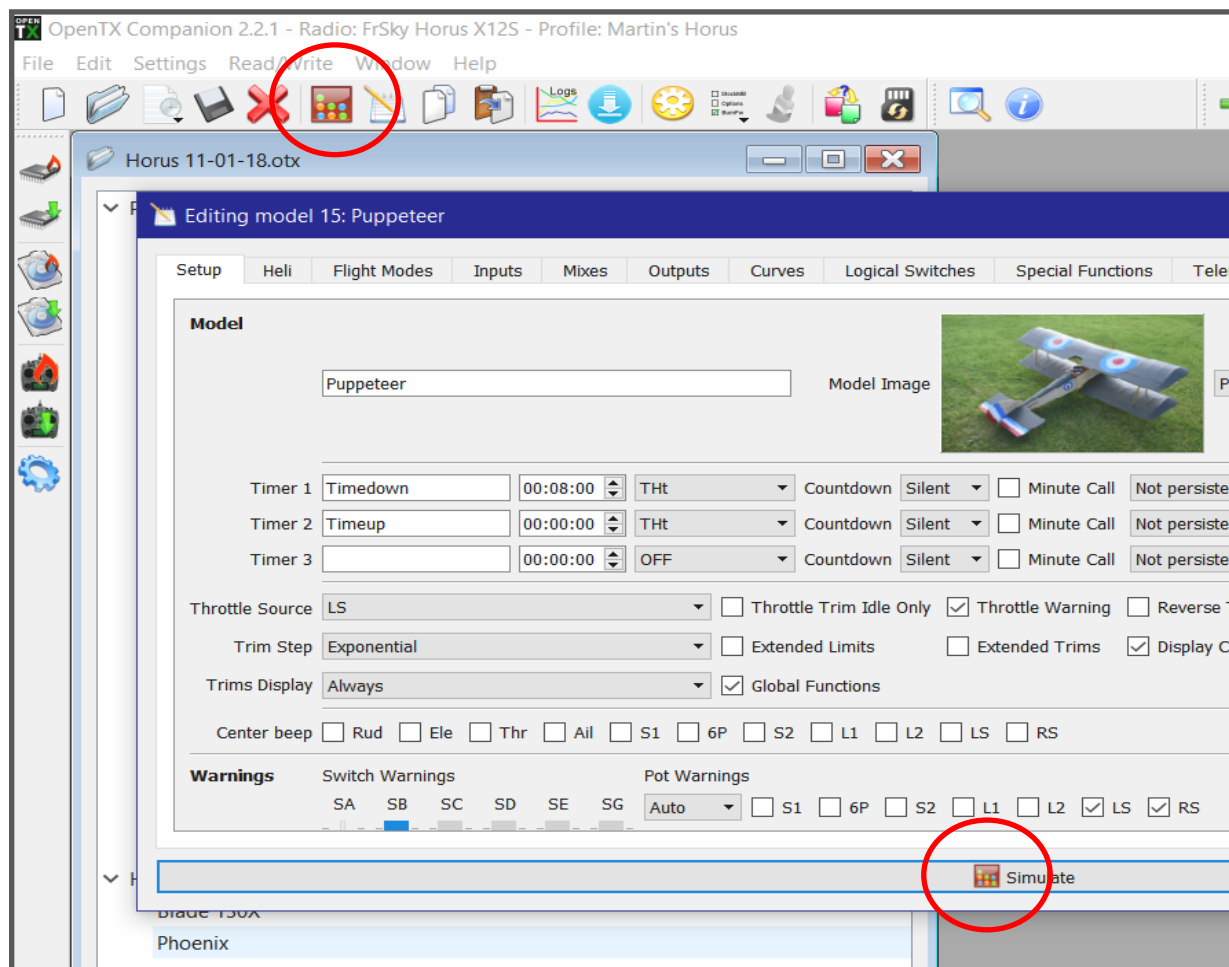 OpenTX Companion 2.2.1 - Radio: FrSky Horus X12S - Profile: Martin's Horus
File Edit Settings Read/Write Window Help
Logs
Horus 11-01-18.otx
Editing model 15: Puppeteer
Setup Heli Flight Modes Inputs Mixes Outputs Curves Logical Switches Special Functions Tele
Model
Puppeteer Model Image P
Timer 1 Timedown 00:08:00 THt Countdown Silent Minute Call Not persiste
Timer 2 Timeup 00:00:00 THt Countdown Silent Minute Call Not persiste
Timer 3 00:00:00 OFF Countdown Silent Minute Call Not persiste
Throttle Source LS Throttle Trim Idle Only Throttle Warning Reverse T
Trim Step Exponential Extended Limits Extended Trims Display C
Trims Display Always Global Functions
Center beep Rud Ele Thr Ail S1 6P S2 L1 L2 LS RS
Warnings Switch Warnings Pot Warnings
SA SB SC SD SE SG Auto S1 6P S2 L1 L2 LS RS
Simulate
Blade 130X
Phoenix